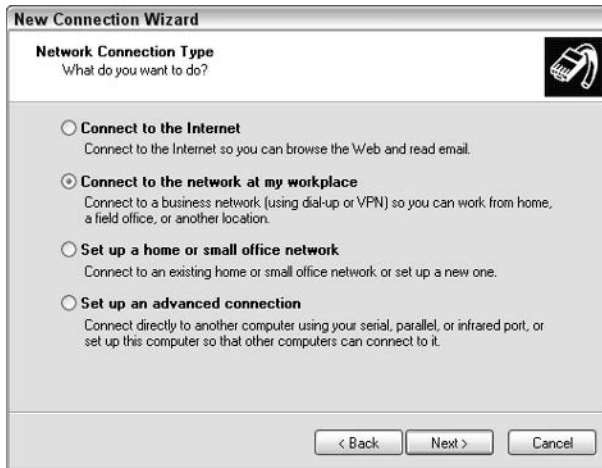 New Connection Wizard
Network Connection Type
What do you want to do?
Connect to the Internet
Connect to the Internet so you can browse the Web and read email.
Connect to the network at my workplace
Connect to a business network (using dial-up or VPN) so you can work from home,
a field office, or another location.
Set up a home or small office network
Connect to an existing home or small office network or set up a new one.
Set up an advanced connection
Connect directly to another computer using your serial, parallel, or infrared port, or
set up this computer so that other computers can connect to it.
< Back Next > Cancel